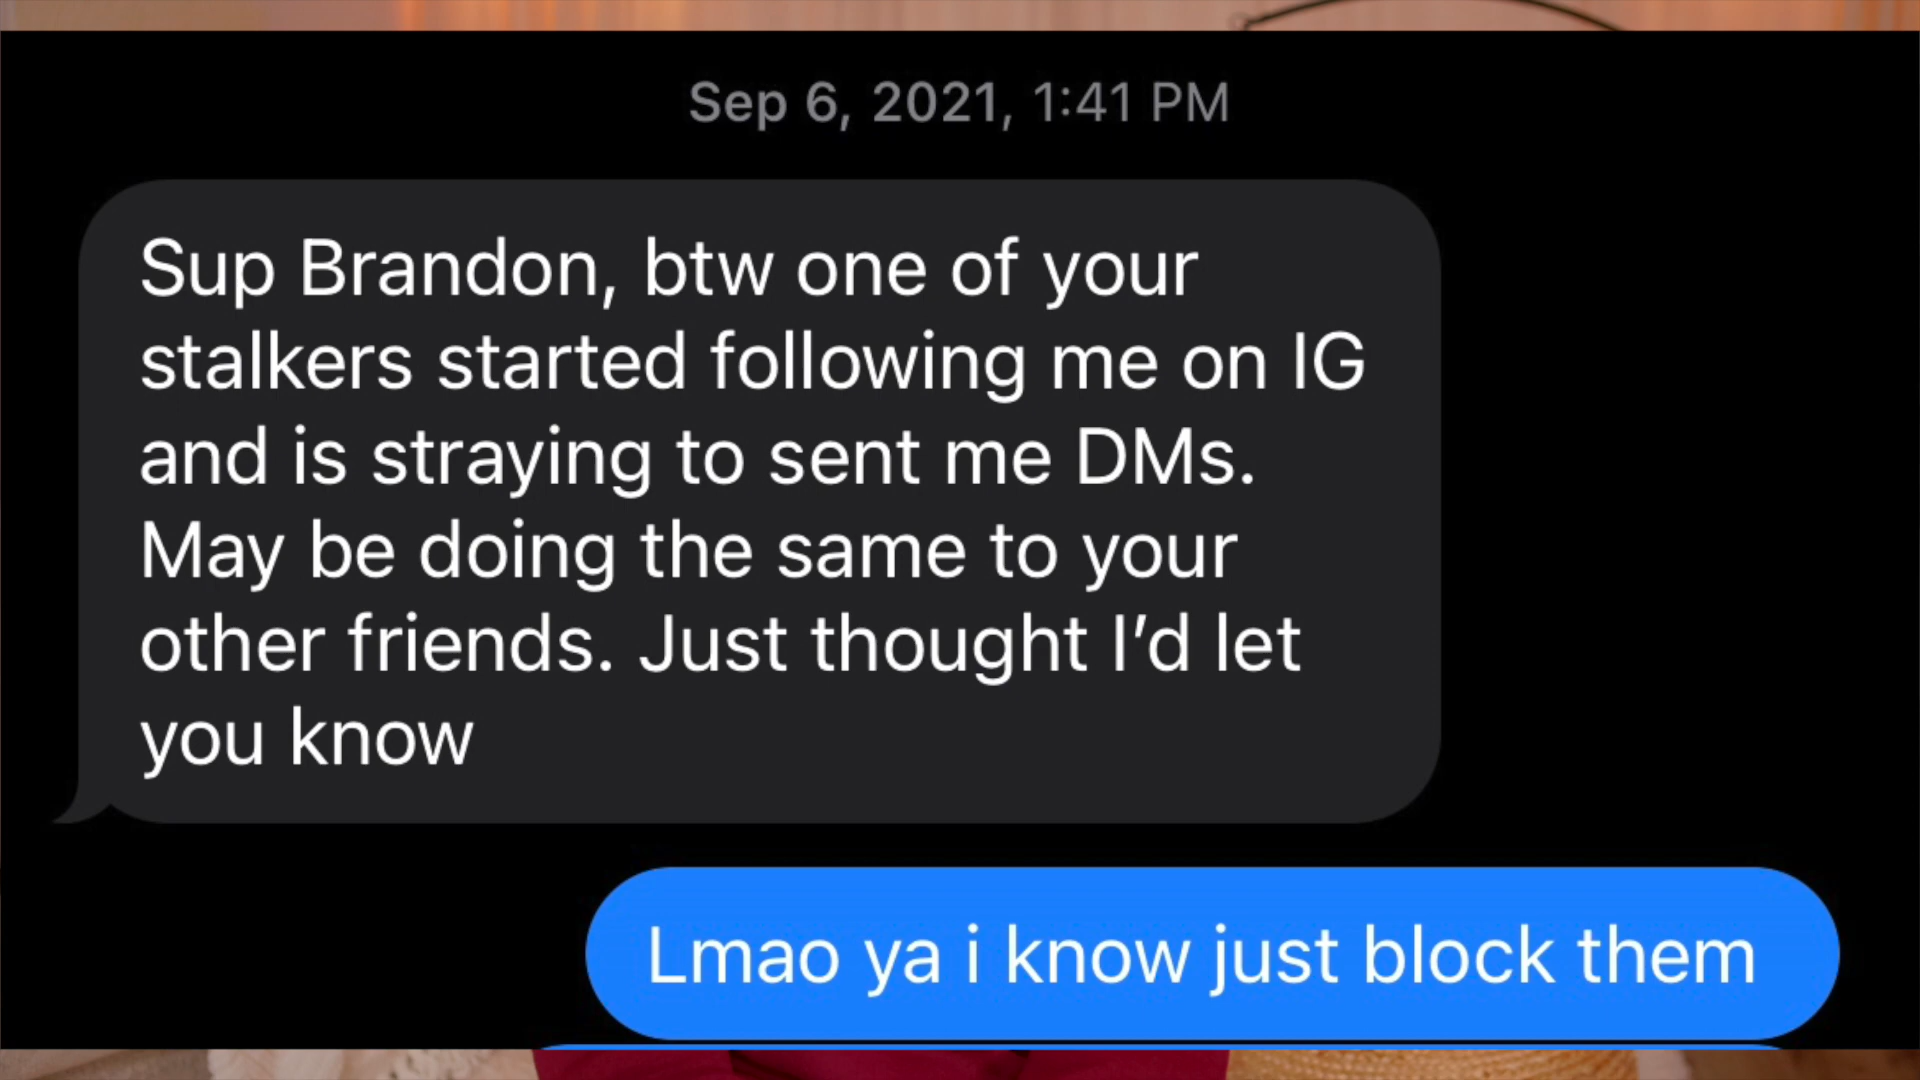 Sep 6, 2021, 1:41 PM
Sup Brandon, btw one of your
stalkers started following me on IG
and is straying to sent me DMs.
May be doing the same to your
other friends. Just thought I’d let
you know
Lmao ya i know just block them